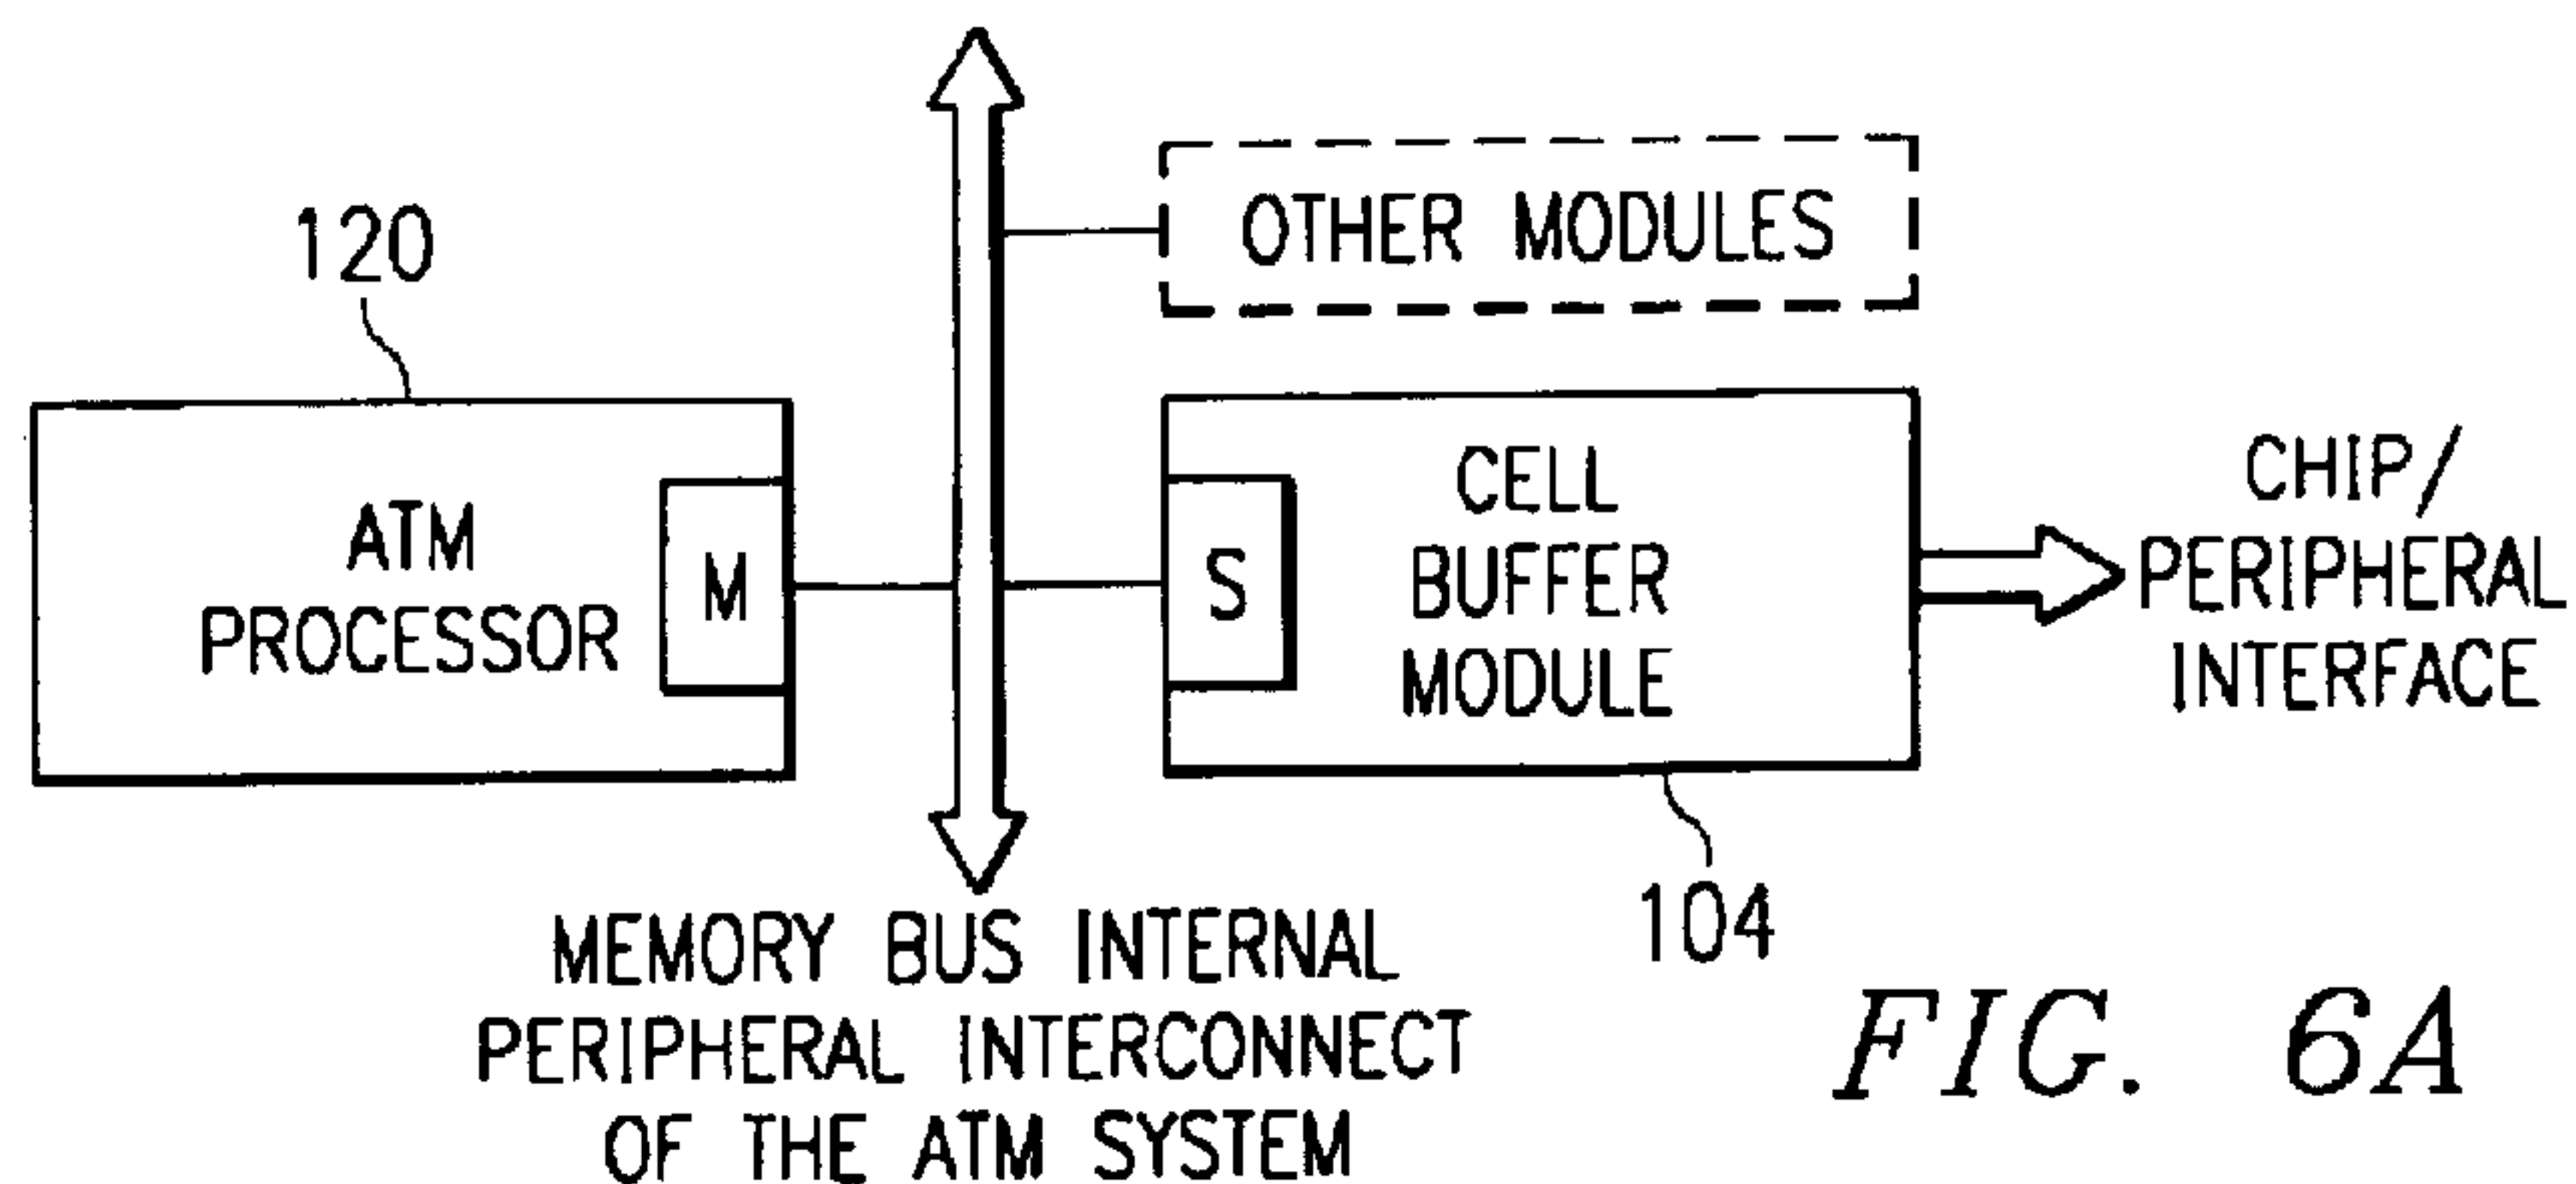 120
OTHER MODULES
ATM
PROCESSOR
M
S
CELL
BUFFER
MODULE
CHIP/
PERIPHERAL
INTERFACE
104
MEMORY BUS INTERNAL
PERIPHERAL INTERCONNECT
OF THE ATM SYSTEM
FIG. 6A